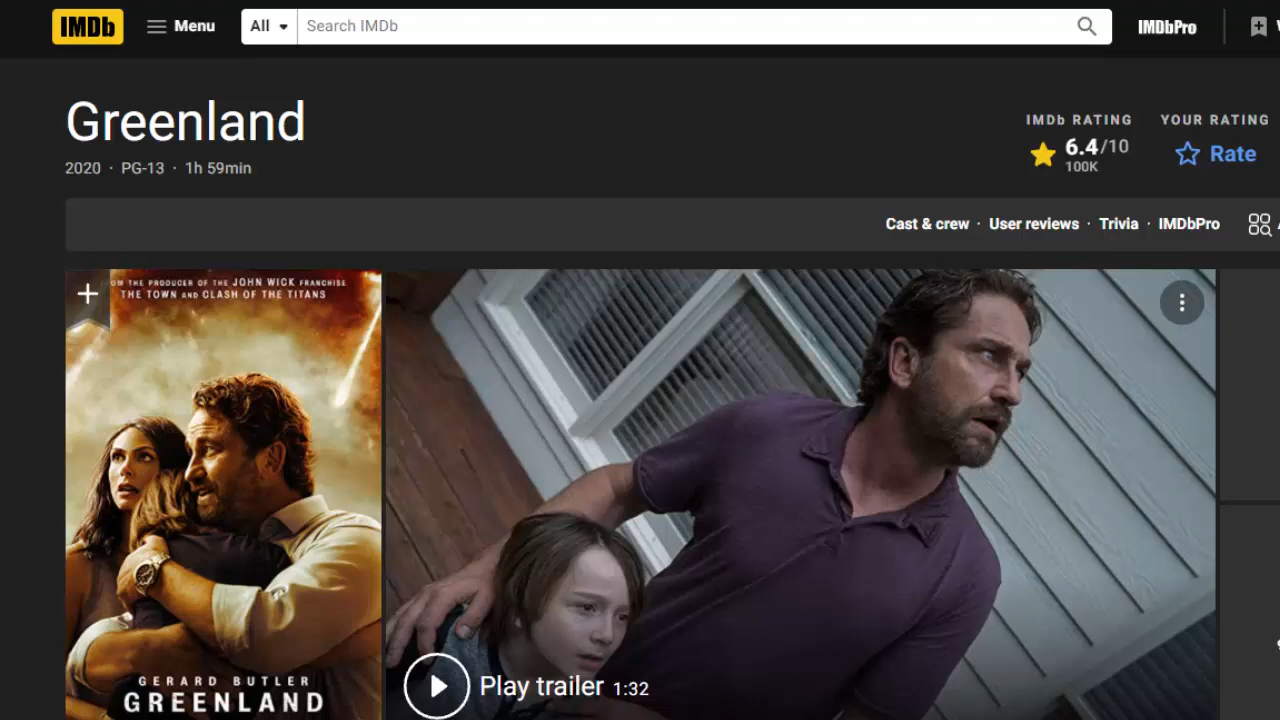 IMDb Menu All Search IMDb IMDbPro
Greenland
2020 · PG-13 · 1h 59min
IMDb RATING
6.4/10
100K
YOUR RATING
Rate
Cast & crew · User reviews · Trivia · IMDbPro
THE PRODUCER OF THE JOHN WICK FRANCHISE
THE TOWN AND CLASH OF THE TITANS
GERARD BUTLER
GREENLAND
Play trailer 1:32